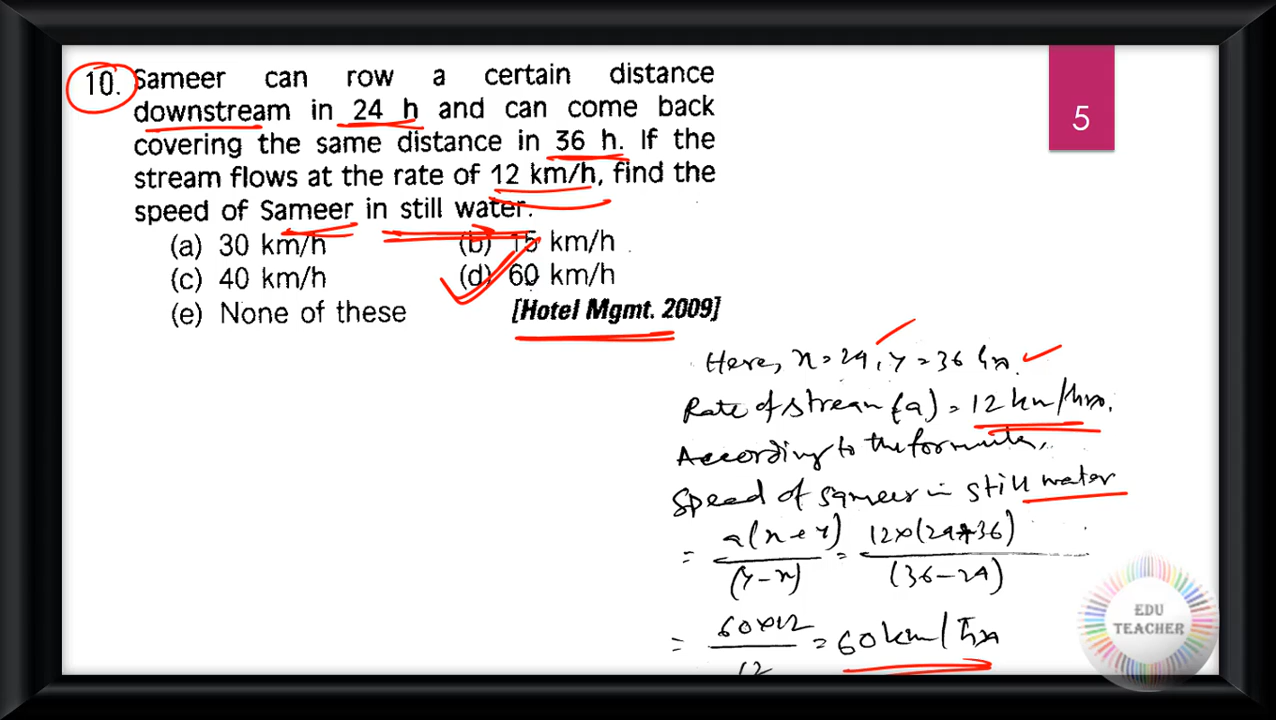 5
10. Sameer can row a certain distance
downstream in 24 h and can come back
covering the same distance in 36 h. If the
stream flows at the rate of 12 km/h, find the
speed of Sameer in still water.
(a) 30 km/h (b) 15 km/h
(c) 40 km/h (d) 60 km/h
(e) None of these [Hotel Mgmt. 2009]
Here, x = 24, y = 36 hrs.
Rate of stream (a) = 12 km/hrs.
According to the formula,
Speed of sameer in still water
= a(x+y) / (y-x) = 12×(24+36) / (36-24)
= 60×12 / 12 = 60 km/hrs
EDU
TEACHER